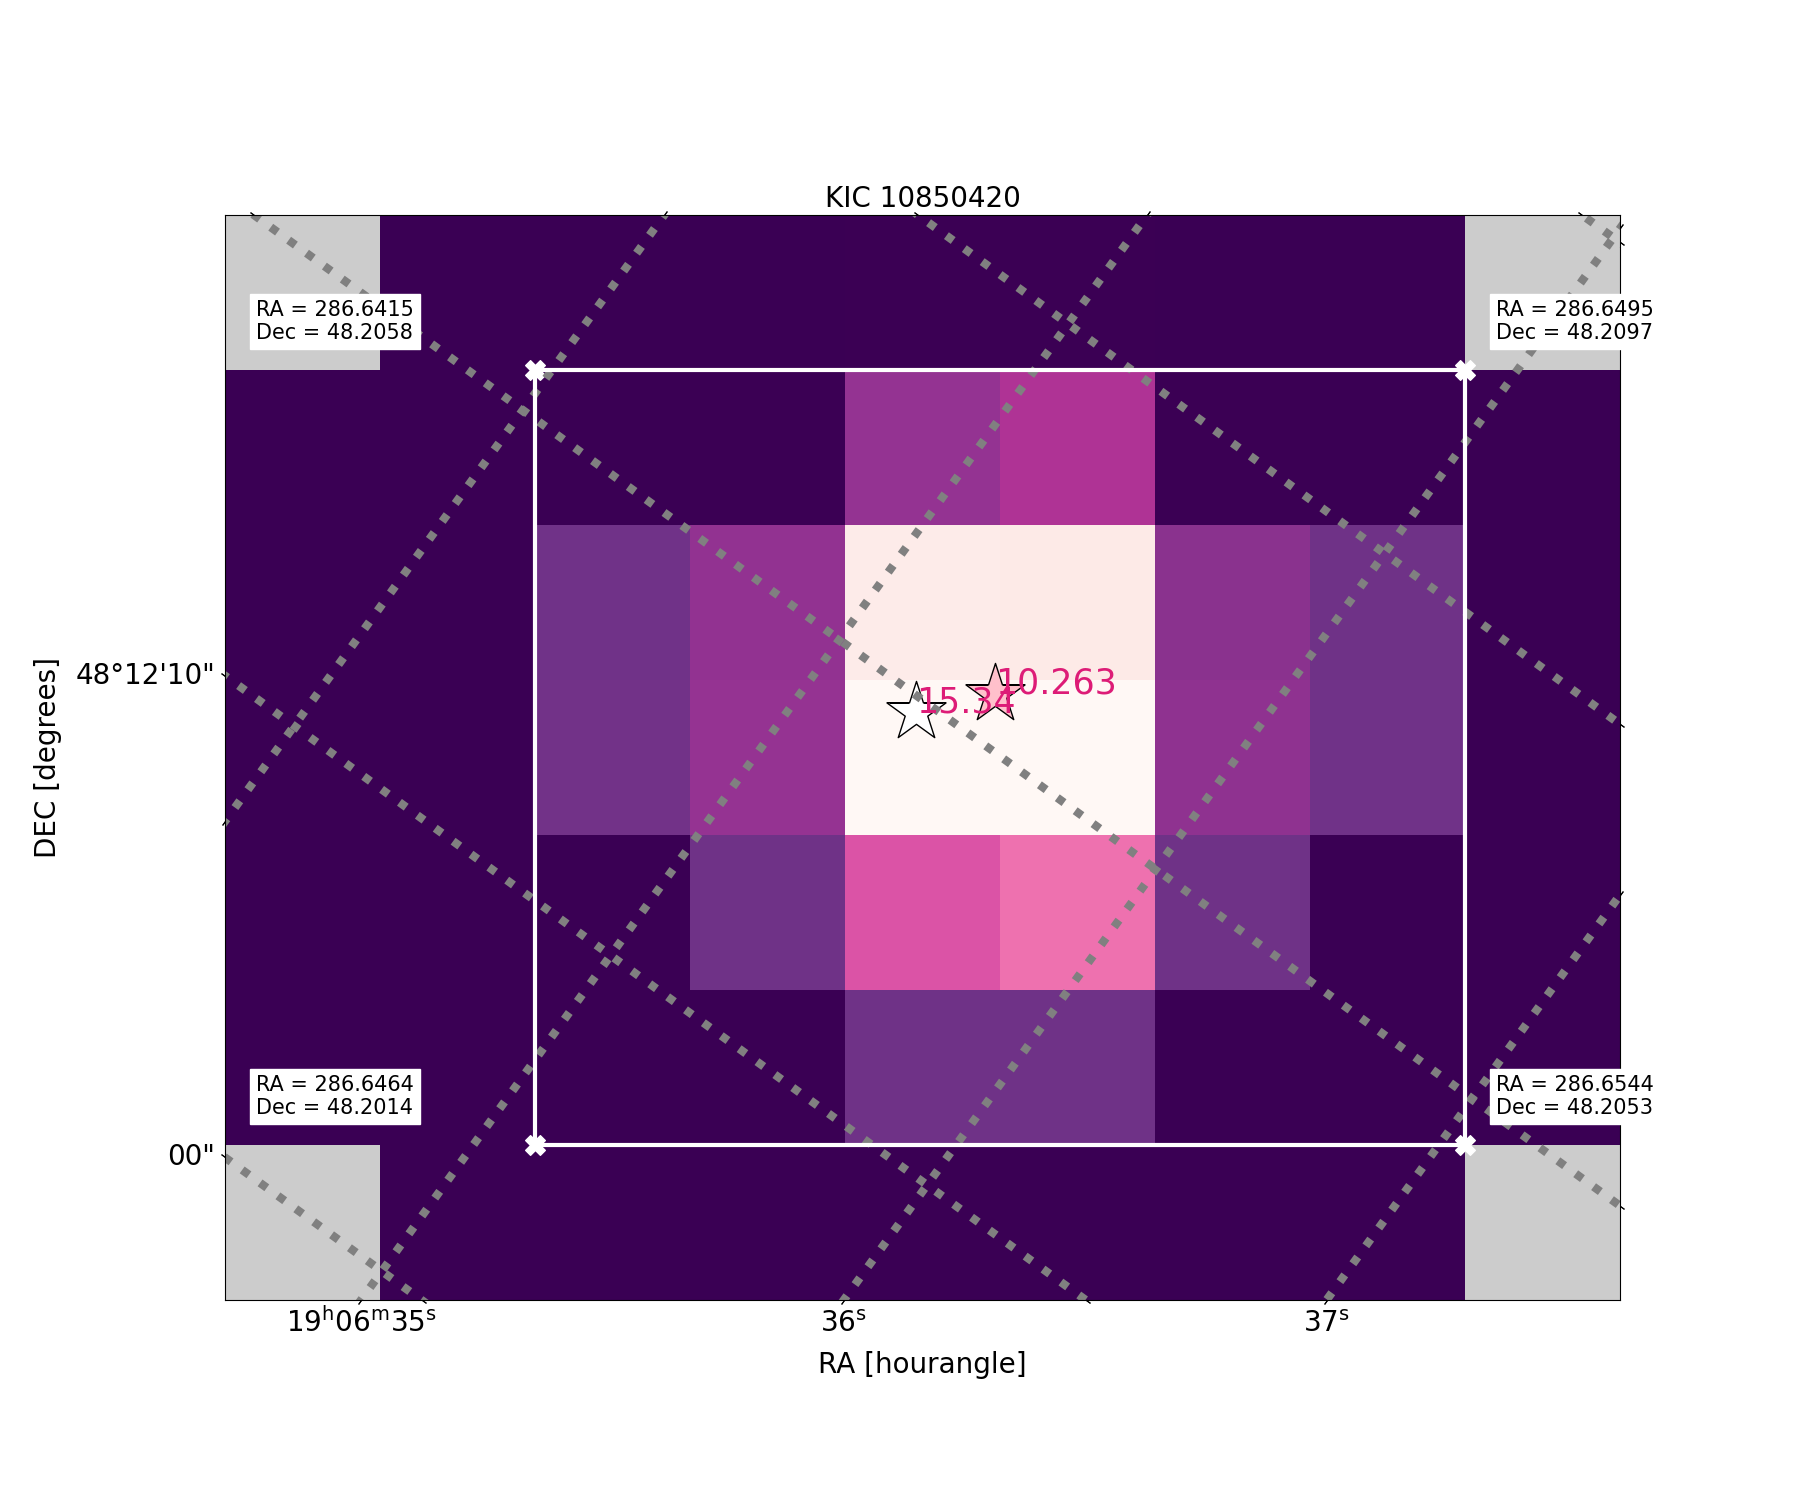 KIC 10850420
RA = 286.6415
Dec = 48.2058
RA = 286.6495
Dec = 48.2097
48°12'10"
10.263
15.34
DEC [degrees]
RA = 286.6464
Dec = 48.2014
RA = 286.6544
Dec = 48.2053
00"
19ʰ06ᵐ35ˢ
36ˢ
37ˢ
RA [hourangle]